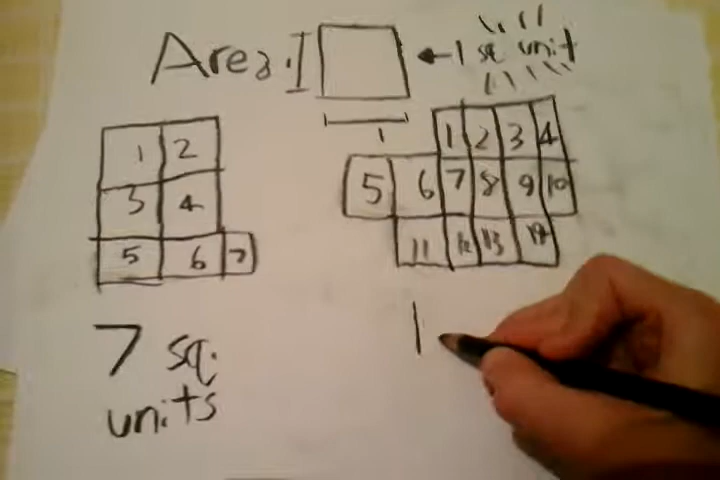 Area:
1 sq unit
1
1 2
3 4
5 6 7
7 sq.
units
1 2 3 4
5 6 7 8 9 10
11 12 13 14
1